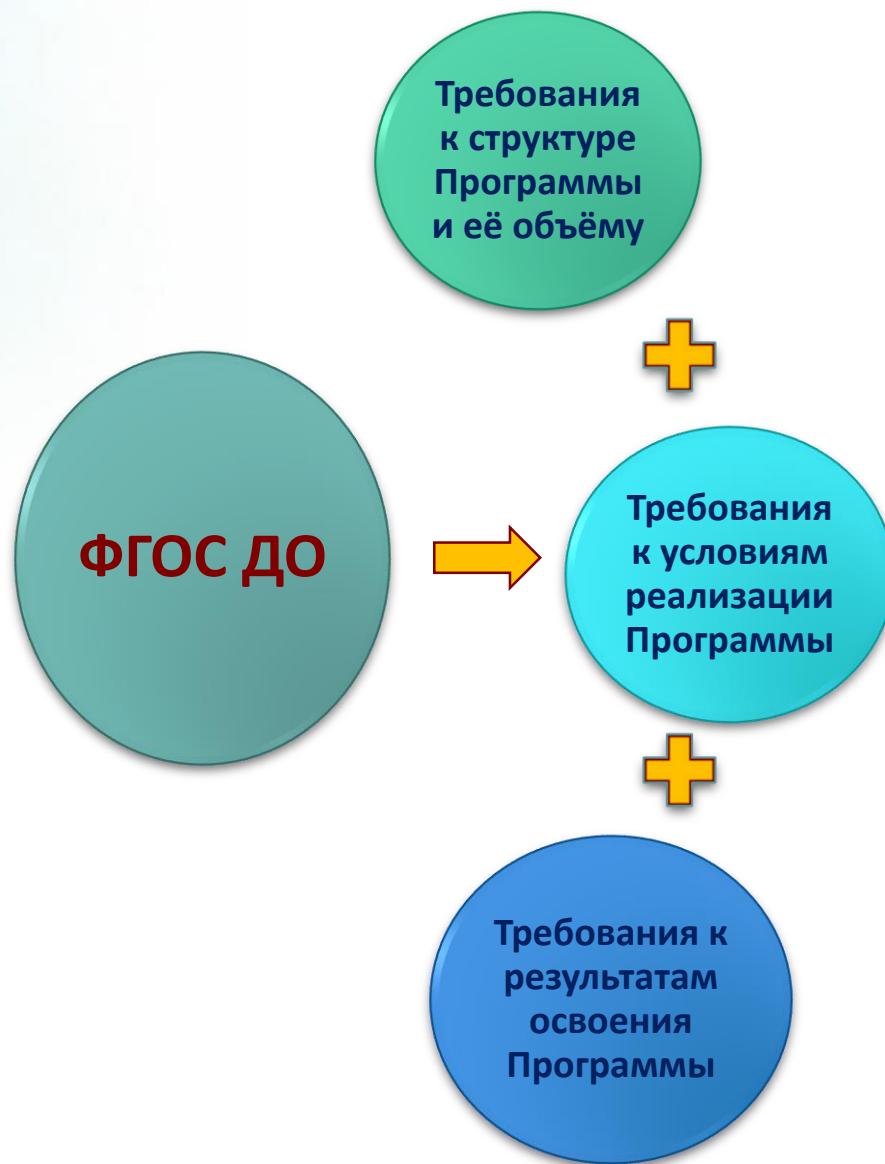 Требования
к структуре
Программы
и её объёму
ФГОС ДО
Требования
к условиям
реализации
Программы
Требования к
результатам
освоения
Программы